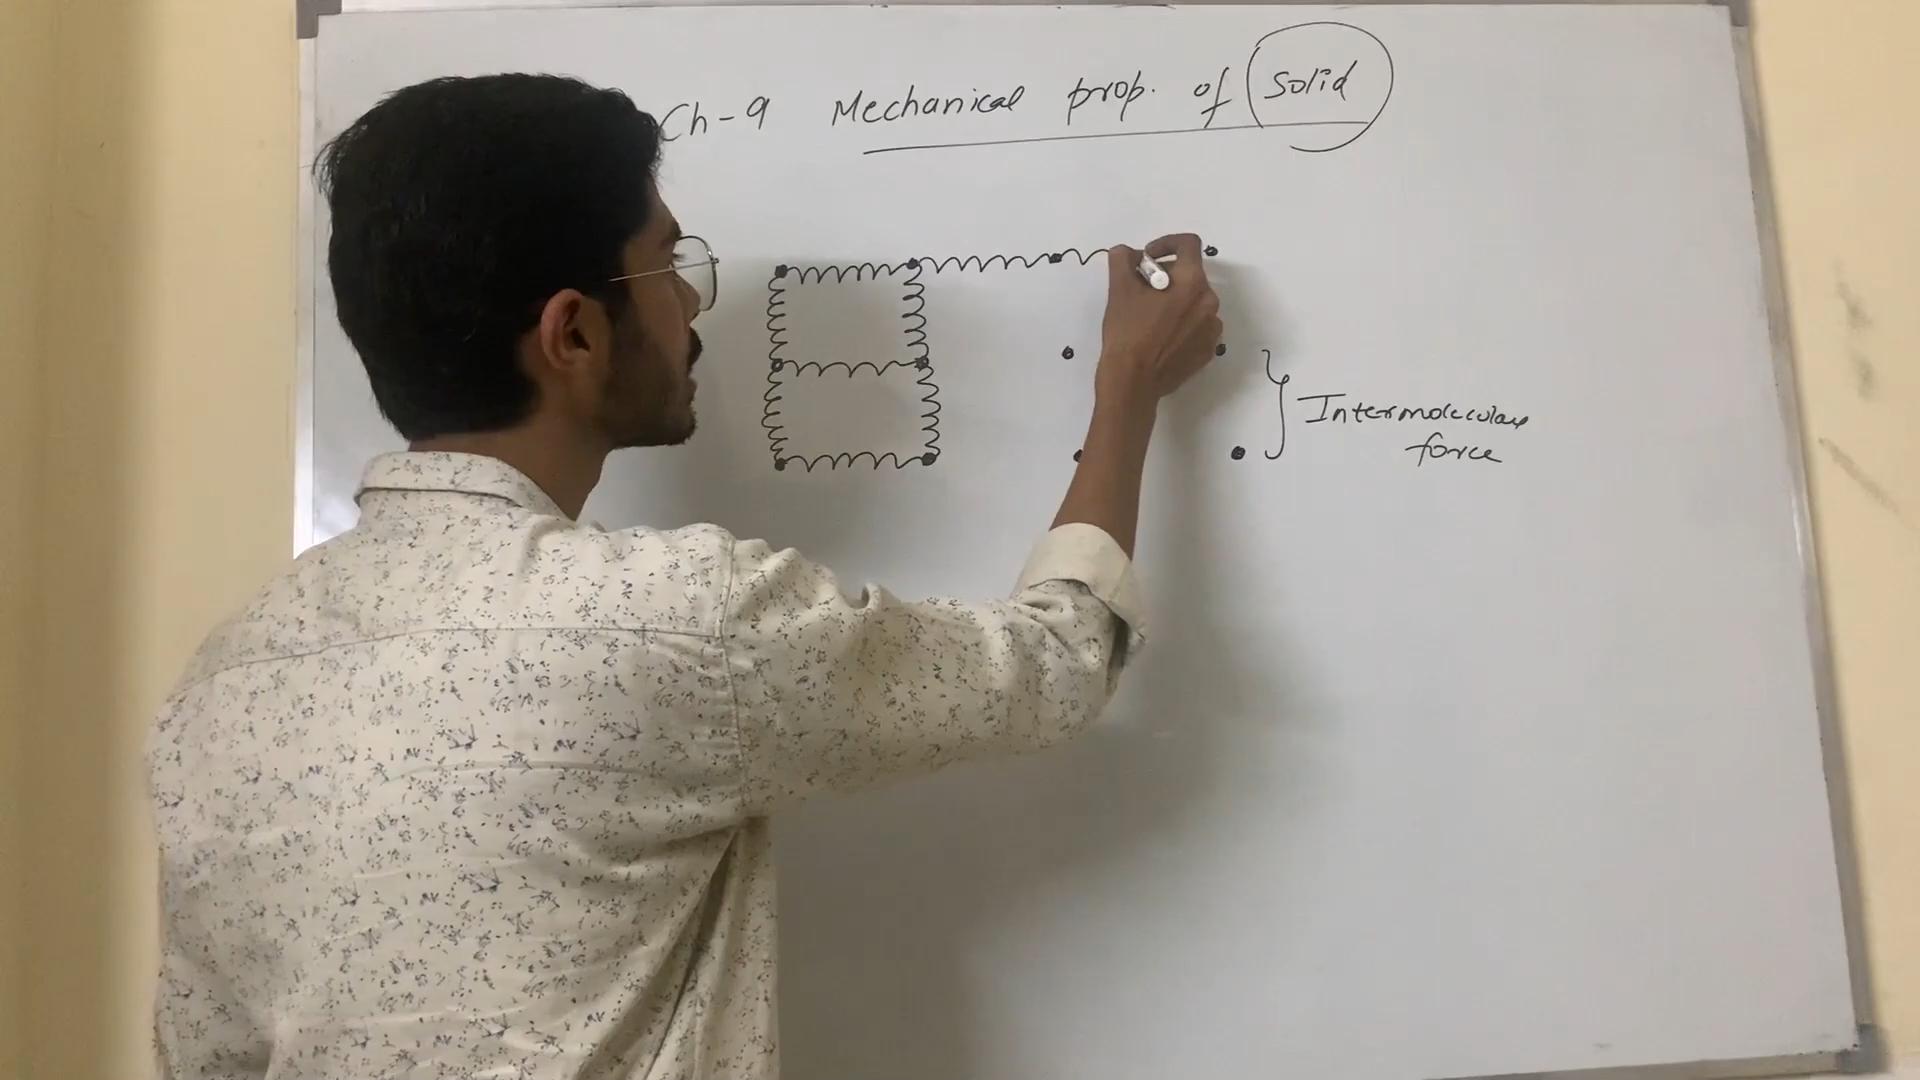 Ch-9 Mechanical prop. of solid
Intermolecular
force